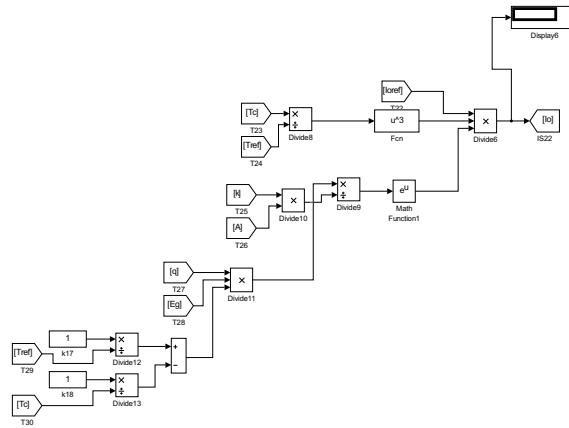 Display6
[Ioref]
T22
[Tc]
T23
×
÷
Divide8
u^3
Fcn
×
Divide6
[Io]
IS22
[Tref]
T24
[k]
T25
×
Divide10
×
÷
Divide9
e^u
Math
Function1
[A]
T26
[q]
T27
×
Divide11
[Eg]
T28
1
k17
×
÷
Divide12
[Tref]
T29
+
−
1
k18
×
÷
Divide13
[Tc]
T30